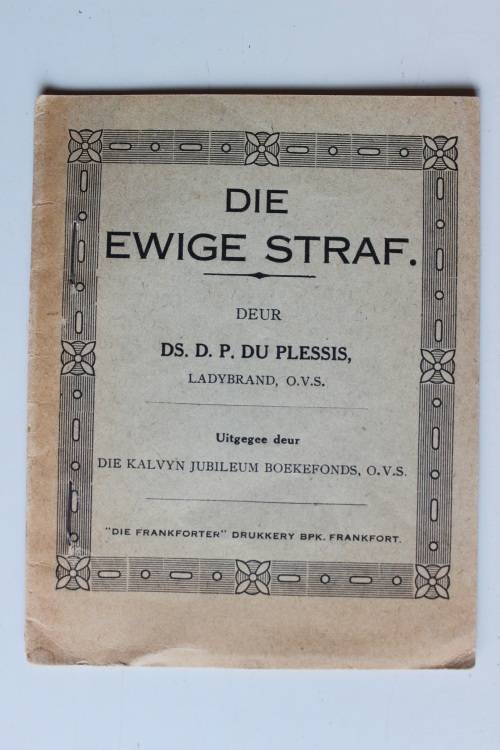 DIE
EWIGE STRAF.
DEUR
DS. D. P. DU PLESSIS,
LADYBRAND, O.V.S.
Uitgegee deur
DIE KALVYN JUBILEUM BOEKEFONDS, O.V.S.
"DIE FRANKFORTER" DRUKKERY BPK. FRANKFORT.